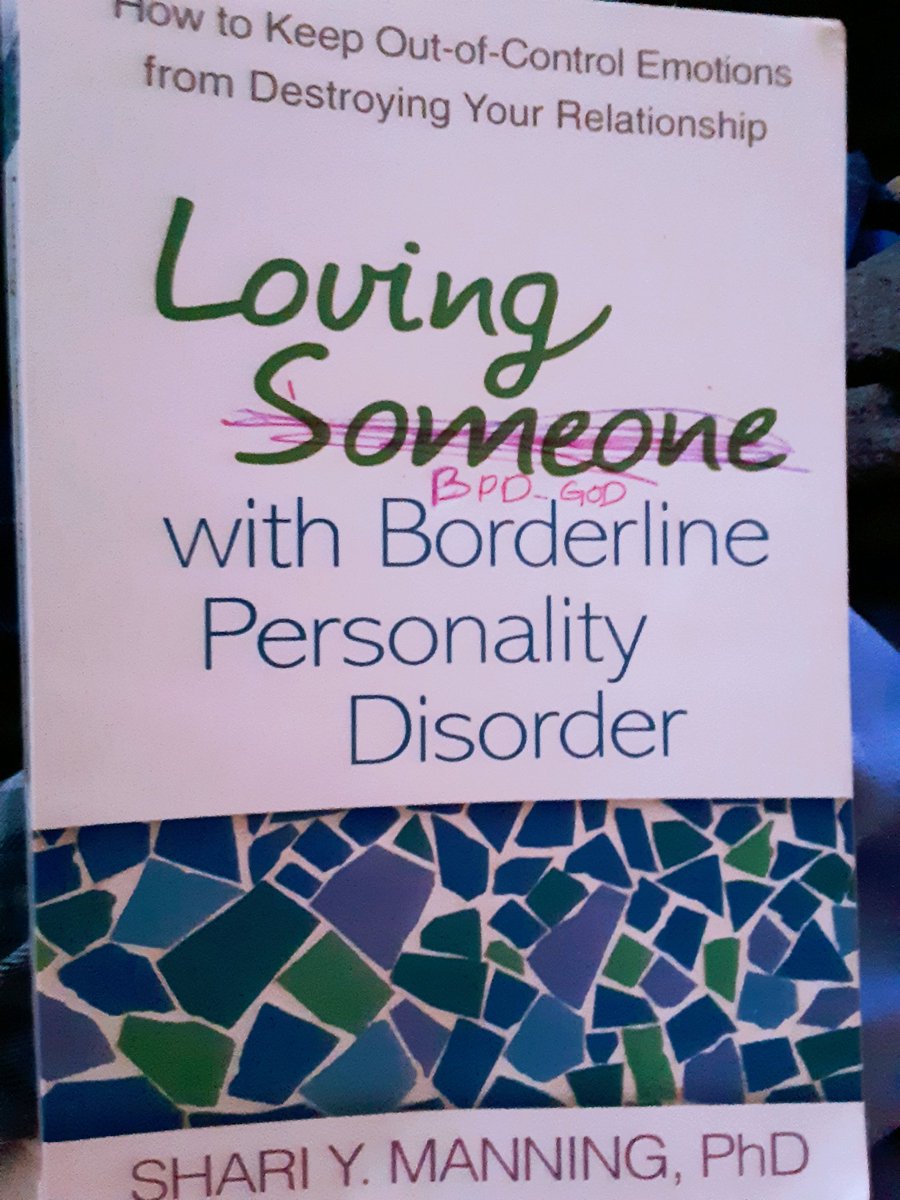 How to Keep Out-of-Control Emotions
from Destroying Your Relationship
Loving
Someone
BPD-GOD
with Borderline
Personality
Disorder
SHARI Y. MANNING, PhD